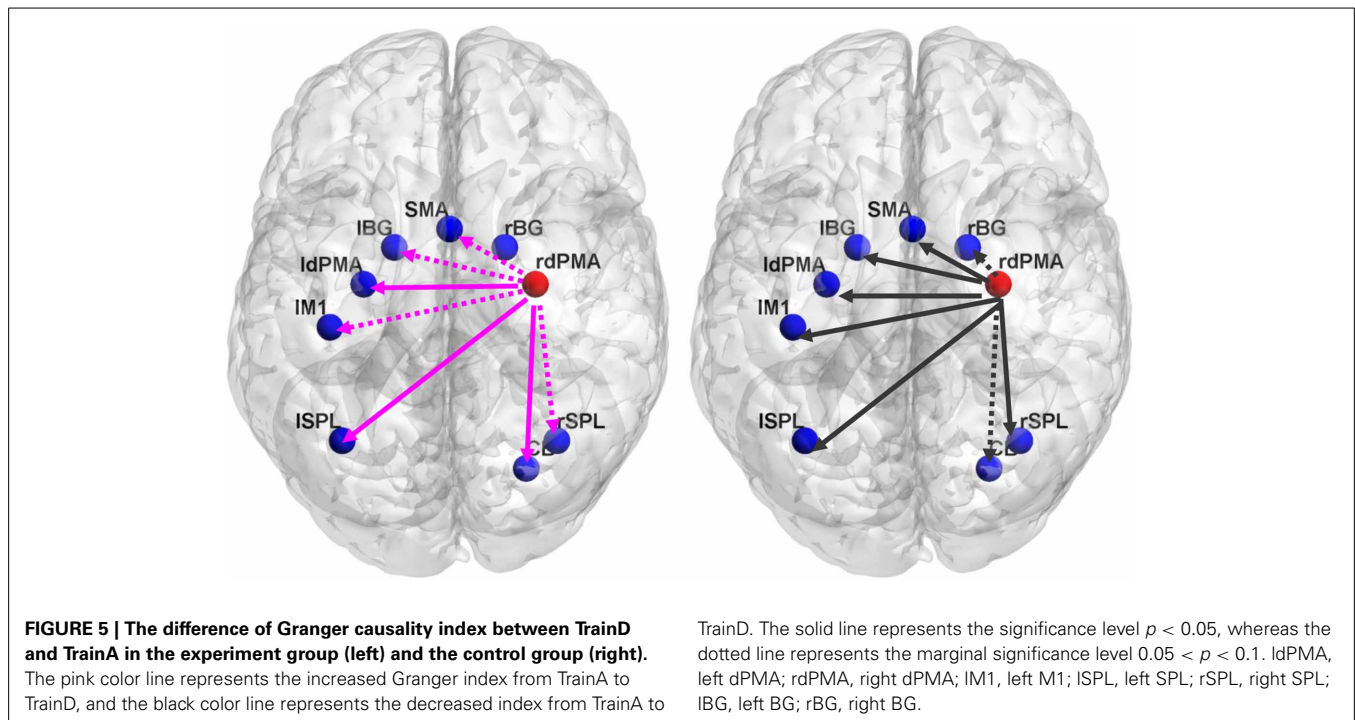 SMA
lBG
rBG
ldPMA
rdPMA
lM1
lSPL
rSPL
CB
SMA
lBG
rBG
ldPMA
rdPMA
lM1
lSPL
rSPL
CB
FIGURE 5 | The difference of Granger causality index between TrainD
and TrainA in the experiment group (left) and the control group (right).
The pink color line represents the increased Granger index from TrainA to
TrainD, and the black color line represents the decreased index from TrainA to
TrainD. The solid line represents the significance level p < 0.05, whereas the
dotted line represents the marginal significance level 0.05 < p < 0.1. ldPMA,
left dPMA; rdPMA, right dPMA; lM1, left M1; lSPL, left SPL; rSPL, right SPL;
lBG, left BG; rBG, right BG.